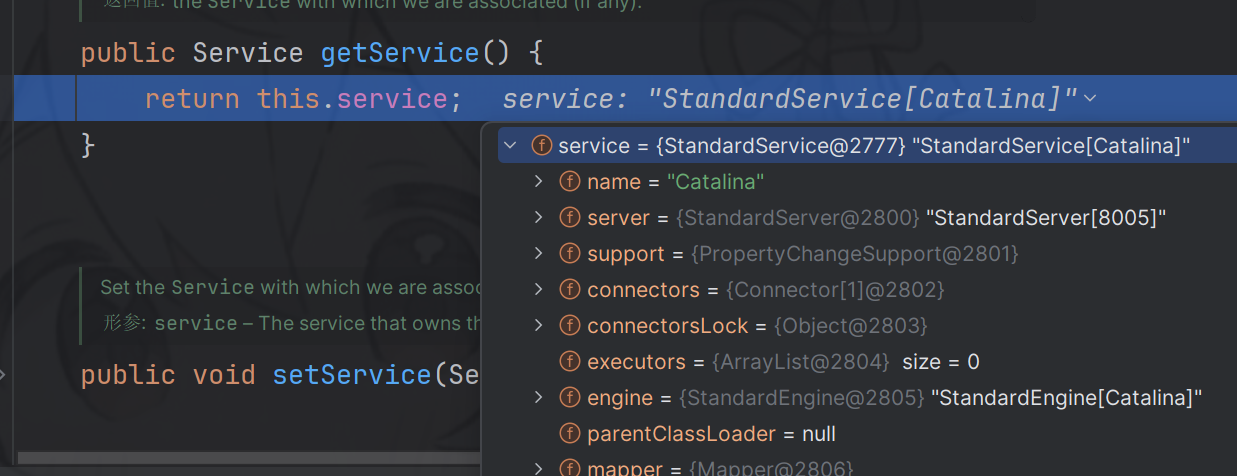 返回值: the Service with which we are associated (if any).
public Service getService() {
return this.service; service: "StandardService[Catalina]"
}
service = {StandardService@2777} "StandardService[Catalina]"
name = "Catalina"
server = {StandardServer@2800} "StandardServer[8005]"
support = {PropertyChangeSupport@2801}
connectors = {Connector[1]@2802}
connectorsLock = {Object@2803}
executors = {ArrayList@2804} size = 0
engine = {StandardEngine@2805} "StandardEngine[Catalina]"
parentClassLoader = null
mapper = {Mapper@2806}
Set the Service with which we are assoc
形参: service – The service that owns th
public void setService(Se